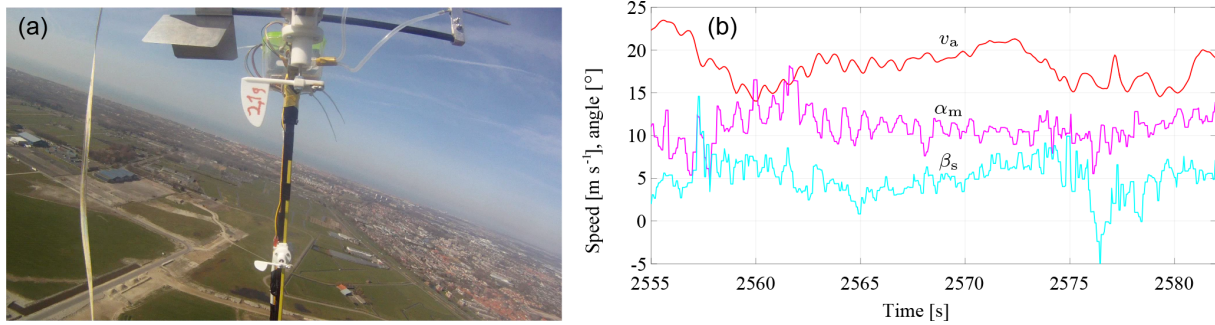 (a)
21g
(b)
Speed [m s⁻¹], angle [°]
25
20
15
10
5
0
-5
vₐ
αₘ
βₛ
2555
2560
2565
2570
2575
2580
Time [s]